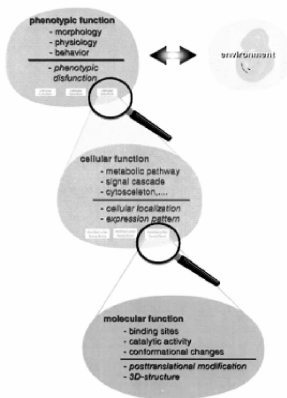 phenotypic function
- morphology
- physiology
- behavior
- phenotypic
disfunction
environment
cellular function
- metabolic pathway
- signal cascade
- cytosceleton,....
- cellular localization
- expression pattern
molecular function
- binding sites
- catalytic activity
- conformational changes
- posttranslational modification
- 3D-structure